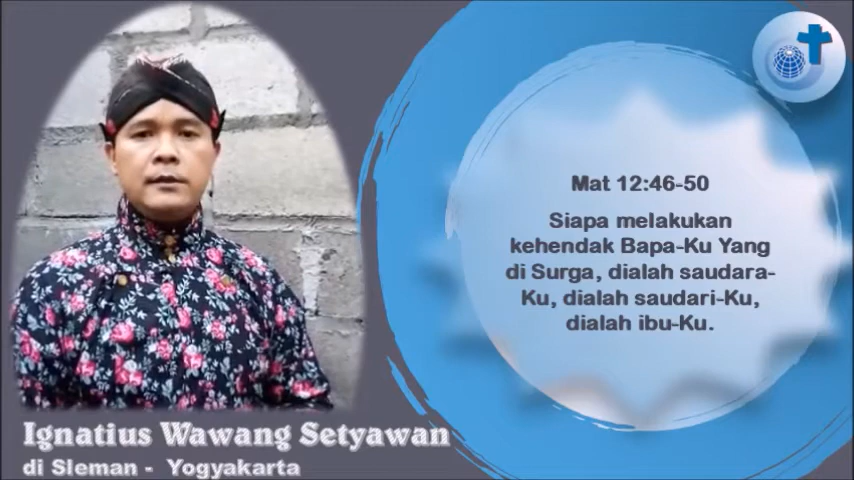 Mat 12:46-50
Siapa melakukan
kehendak Bapa-Ku Yang
di Surga, dialah saudara-
Ku, dialah saudari-Ku,
dialah ibu-Ku.
Ignatius Wawang Setyawan
di Sleman - Yogyakarta